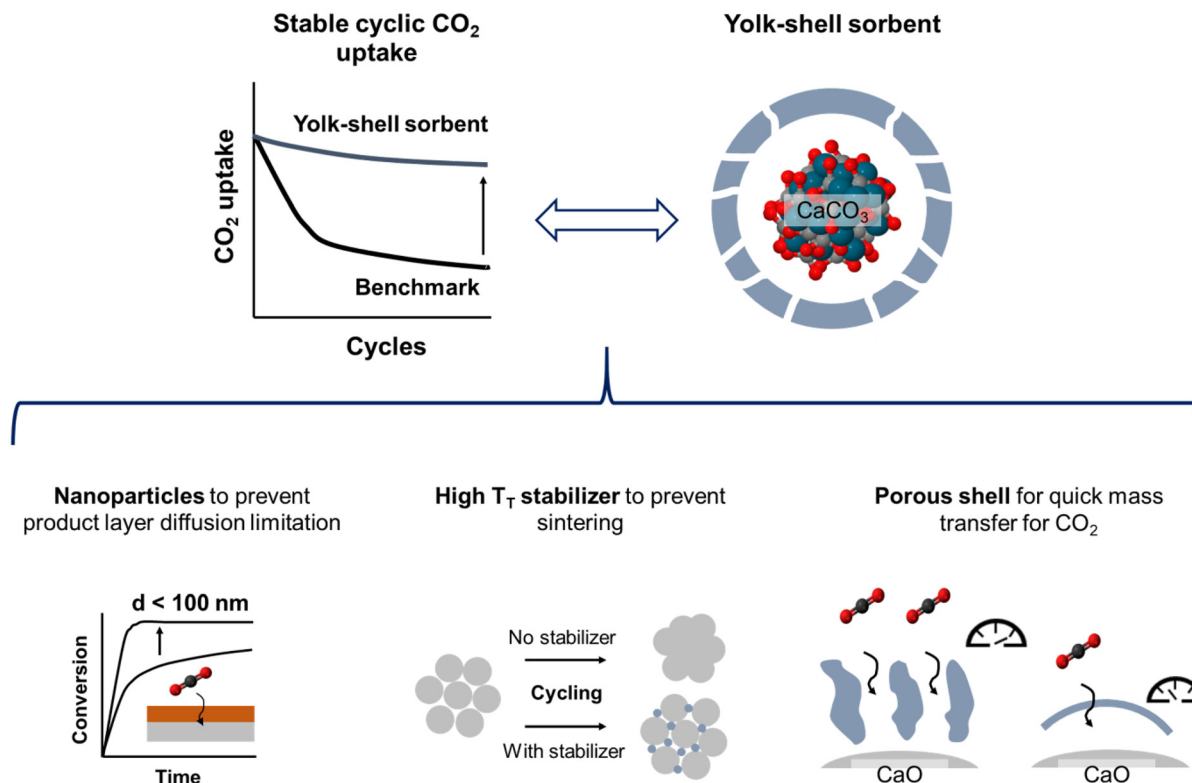 Stable cyclic CO₂
uptake
Yolk-shell sorbent
CO₂ uptake
Yolk-shell sorbent
Benchmark
Cycles
CaCO₃
Nanoparticles to prevent
product layer diffusion limitation
High T_T stabilizer to prevent
sintering
Porous shell for quick mass
transfer for CO₂
d < 100 nm
Conversion
Time
No stabilizer
Cycling
With stabilizer
CaO
CaO